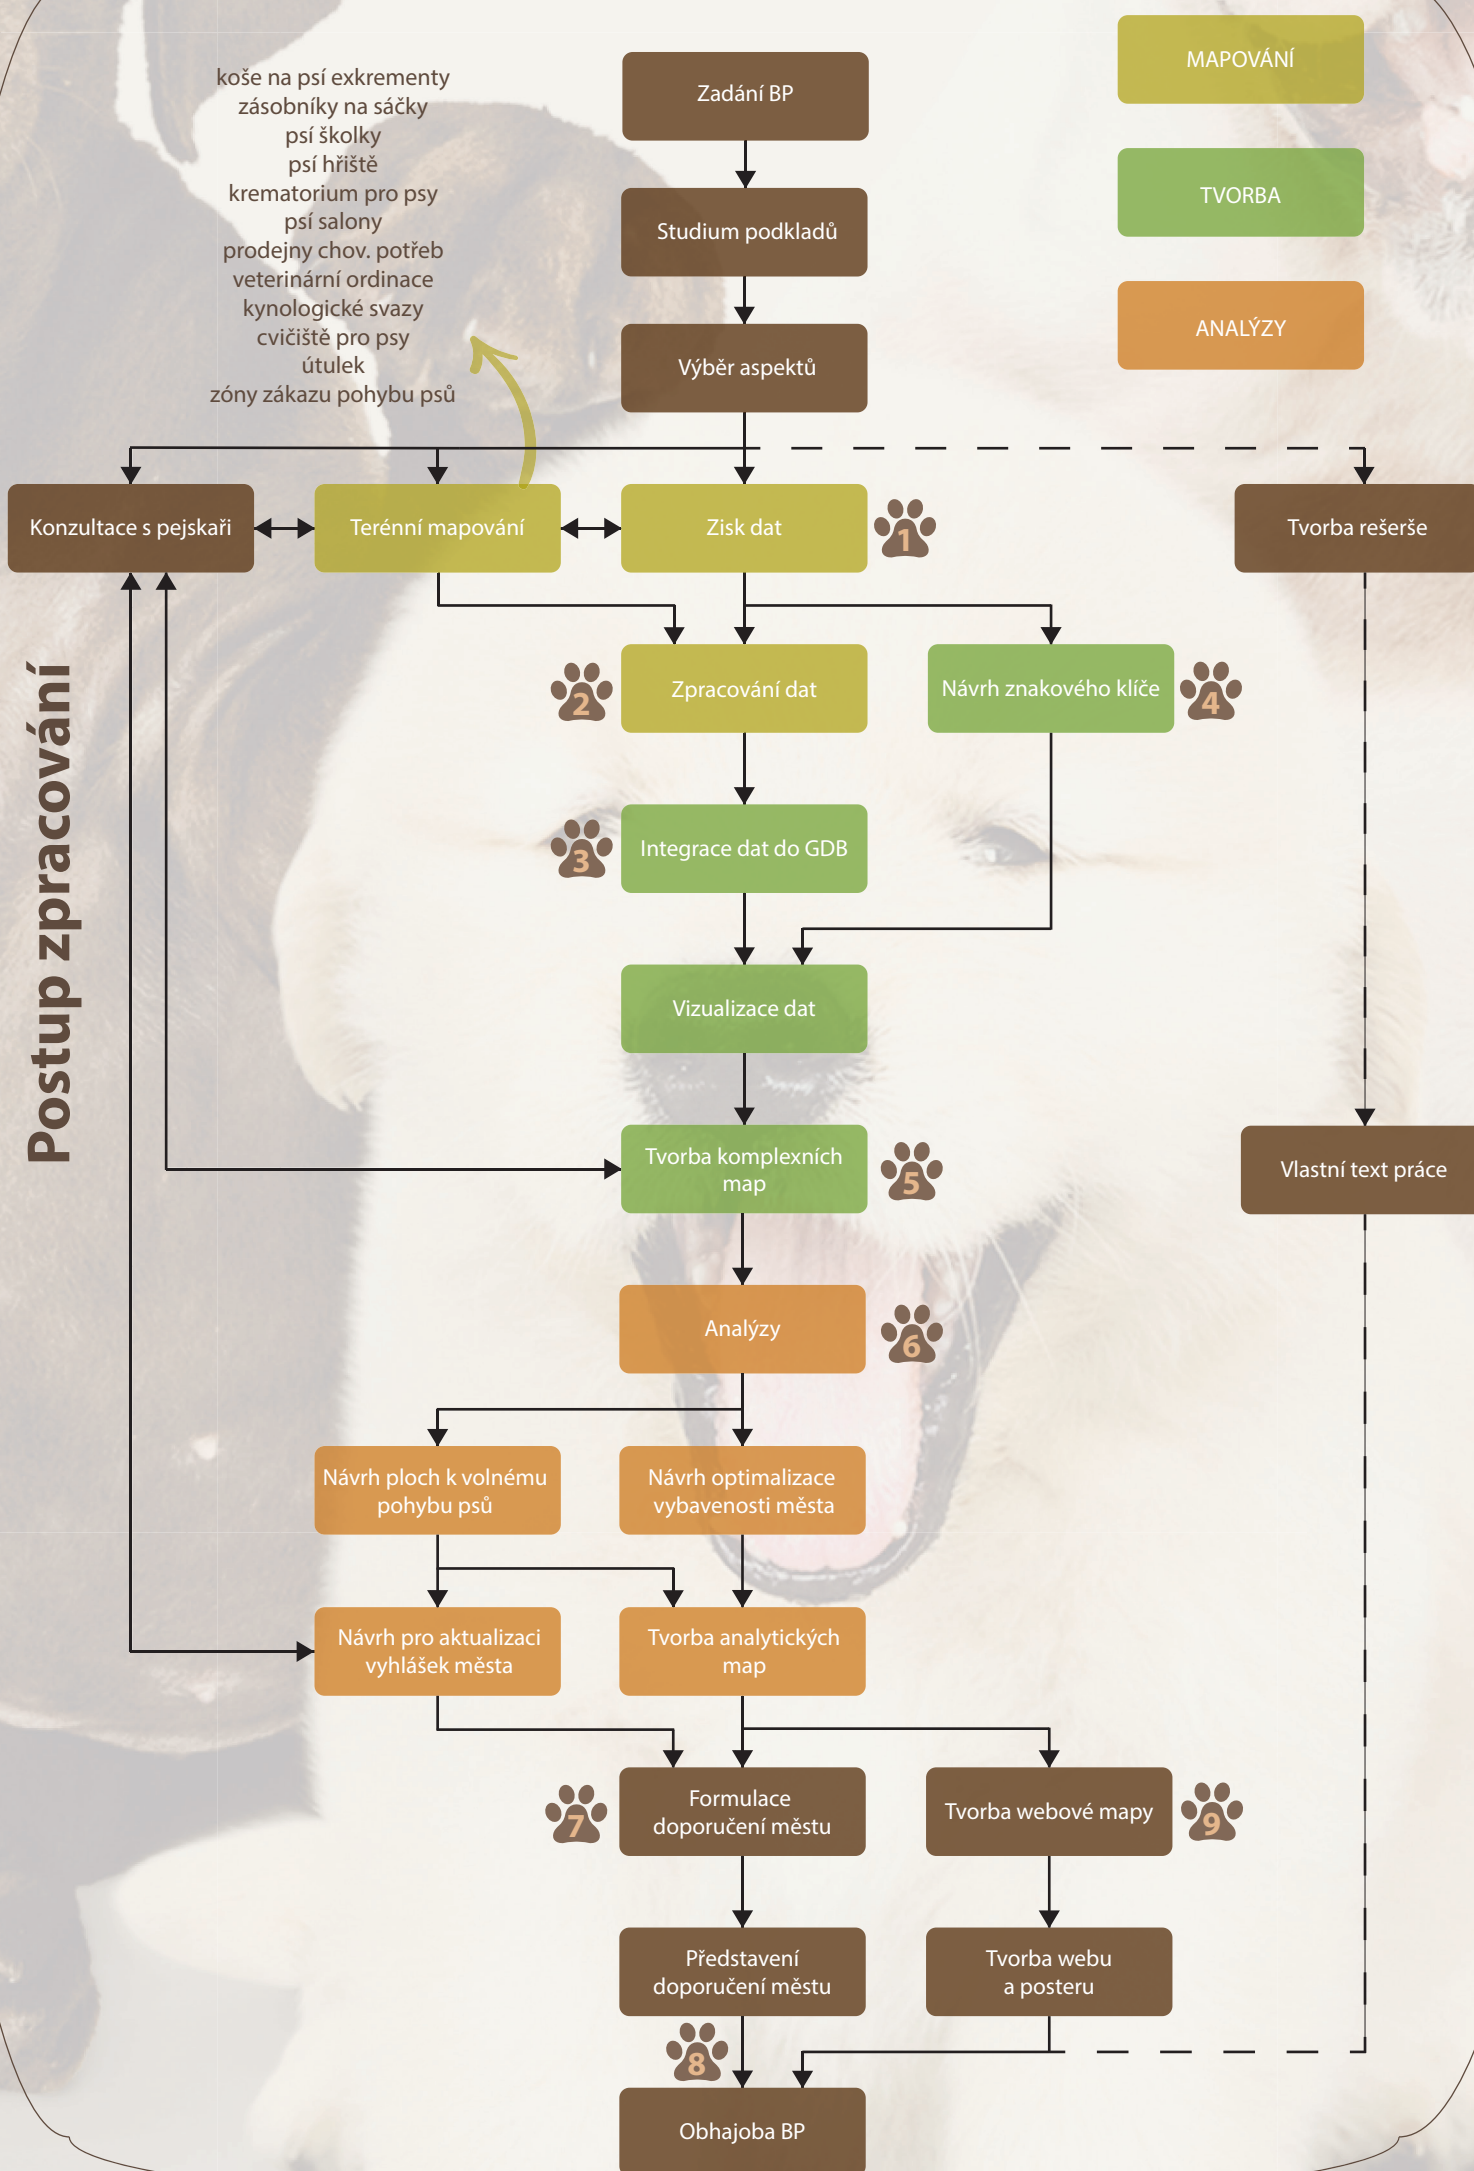 MAPOVÁNÍ
TVORBA
ANALÝZY
koše na psí exkrementy
zásobníky na sáčky
psí školky
psí hřiště
krematorium pro psy
psí salony
prodejny chov. potřeb
veterinární ordinace
kynologické svazy
cvičiště pro psy
útulek
zóny zákazu pohybu psů
Postup zpracování
Zadání BP
Studium podkladů
Výběr aspektů
Konzultace s pejskaři
Terénní mapování
Zisk dat
1
Tvorba rešerše
2
Zpracování dat
Návrh znakového klíče
4
3
Integrace dat do GDB
Vizualizace dat
Tvorba komplexních
map
5
Vlastní text práce
Analýzy
6
Návrh ploch k volnému
pohybu psů
Návrh optimalizace
vybavenosti města
Návrh pro aktualizaci
vyhlášek města
Tvorba analytických
map
7
Formulace
doporučení městu
Tvorba webové mapy
9
Představení
doporučení městu
Tvorba webu
a posteru
8
Obhajoba BP